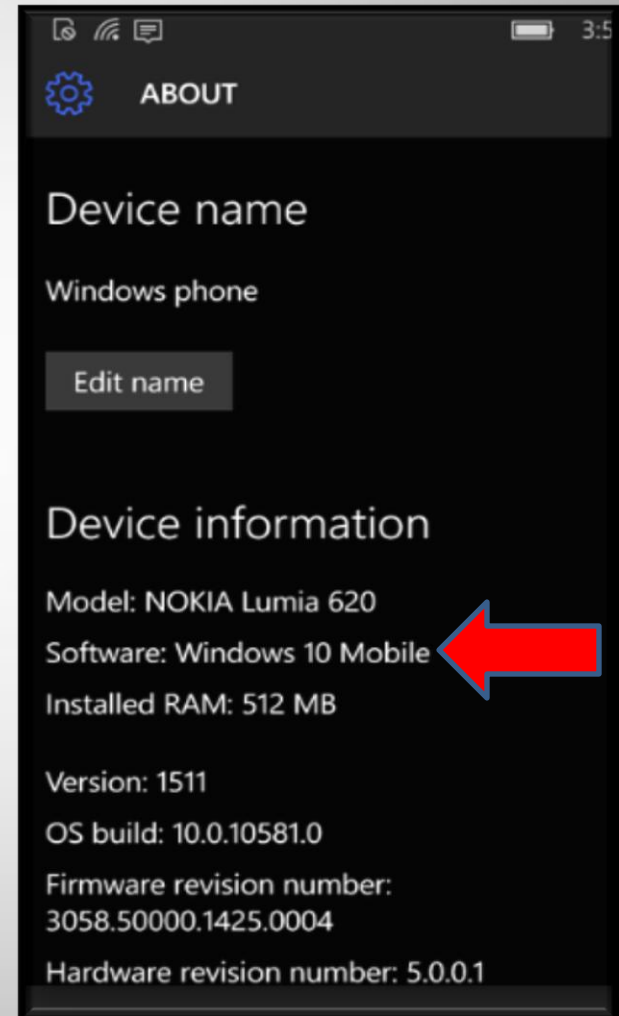 3:5
ABOUT
Device name
Windows phone
Edit name
Device information
Model: NOKIA Lumia 620
Software: Windows 10 Mobile
Installed RAM: 512 MB
Version: 1511
OS build: 10.0.10581.0
Firmware revision number:
3058.50000.1425.0004
Hardware revision number: 5.0.0.1